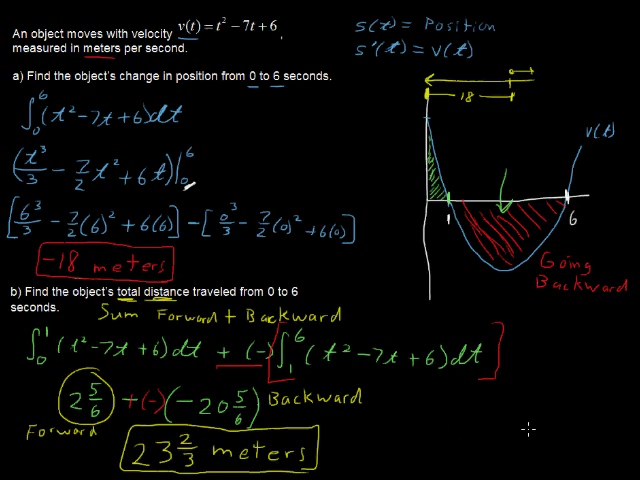 An object moves with velocity v(t) = t² − 7t + 6 ,
measured in meters per second.
a) Find the object's change in position from 0 to 6 seconds.
∫₀⁶ (t² − 7t + 6) dt
(t³/3 − 7/2 t² + 6t)|₀⁶
[6³/3 − 7/2 (6)² + 6(6)] − [0³/3 − 7/2 (0)² + 6(0)]
−18 meters
b) Find the object's total distance traveled from 0 to 6
seconds.
Sum Forward + Backward
∫₀¹ (t² − 7t + 6) dt + (−) [∫₁⁶ (t² − 7t + 6) dt]
2 5/6 + (−) (−20 5/6) Backward
Forward
23 2/3 meters
s(t) = Position
s'(t) = v(t)
18
v(t)
1
6
Going
Backward